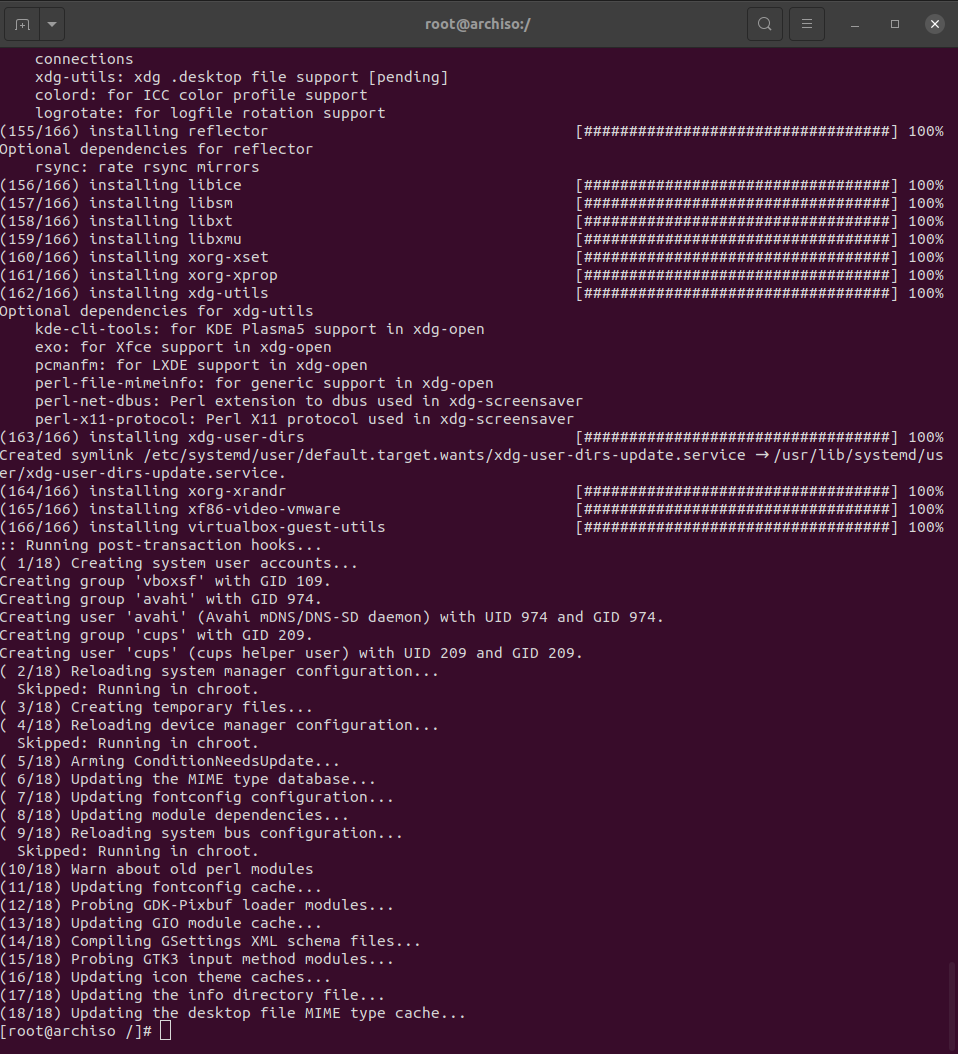 root@archiso:/
    connections
    xdg-utils: xdg .desktop file support [pending]
    colord: for ICC color profile support
    logrotate: for logfile rotation support
(155/166) installing reflector [##################################] 100%
Optional dependencies for reflector
    rsync: rate rsync mirrors
(156/166) installing libice [##################################] 100%
(157/166) installing libsm [##################################] 100%
(158/166) installing libxt [##################################] 100%
(159/166) installing libxmu [##################################] 100%
(160/166) installing xorg-xset [##################################] 100%
(161/166) installing xorg-xprop [##################################] 100%
(162/166) installing xdg-utils [##################################] 100%
Optional dependencies for xdg-utils
    kde-cli-tools: for KDE Plasma5 support in xdg-open
    exo: for Xfce support in xdg-open
    pcmanfm: for LXDE support in xdg-open
    perl-file-mimeinfo: for generic support in xdg-open
    perl-net-dbus: Perl extension to dbus used in xdg-screensaver
    perl-x11-protocol: Perl X11 protocol used in xdg-screensaver
(163/166) installing xdg-user-dirs [##################################] 100%
Created symlink /etc/systemd/user/default.target.wants/xdg-user-dirs-update.service → /usr/lib/systemd/us
er/xdg-user-dirs-update.service.
(164/166) installing xorg-xrandr [##################################] 100%
(165/166) installing xf86-video-vmware [##################################] 100%
(166/166) installing virtualbox-guest-utils [##################################] 100%
:: Running post-transaction hooks...
( 1/18) Creating system user accounts...
Creating group 'vboxsf' with GID 109.
Creating group 'avahi' with GID 974.
Creating user 'avahi' (Avahi mDNS/DNS-SD daemon) with UID 974 and GID 974.
Creating group 'cups' with GID 209.
Creating user 'cups' (cups helper user) with UID 209 and GID 209.
( 2/18) Reloading system manager configuration...
  Skipped: Running in chroot.
( 3/18) Creating temporary files...
( 4/18) Reloading device manager configuration...
  Skipped: Running in chroot.
( 5/18) Arming ConditionNeedsUpdate...
( 6/18) Updating the MIME type database...
( 7/18) Updating fontconfig configuration...
( 8/18) Updating module dependencies...
( 9/18) Reloading system bus configuration...
  Skipped: Running in chroot.
(10/18) Warn about old perl modules
(11/18) Updating fontconfig cache...
(12/18) Probing GDK-Pixbuf loader modules...
(13/18) Updating GIO module cache...
(14/18) Compiling GSettings XML schema files...
(15/18) Probing GTK3 input method modules...
(16/18) Updating icon theme caches...
(17/18) Updating the info directory file...
(18/18) Updating the desktop file MIME type cache...
[root@archiso /]#